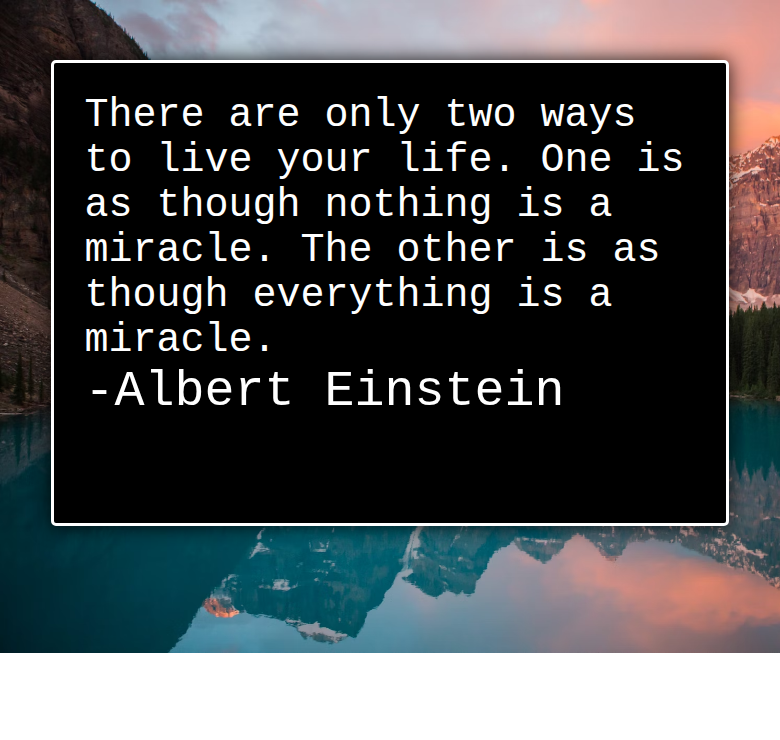 There are only two ways
to live your life. One is
as though nothing is a
miracle. The other is as
though everything is a
miracle.
-Albert Einstein